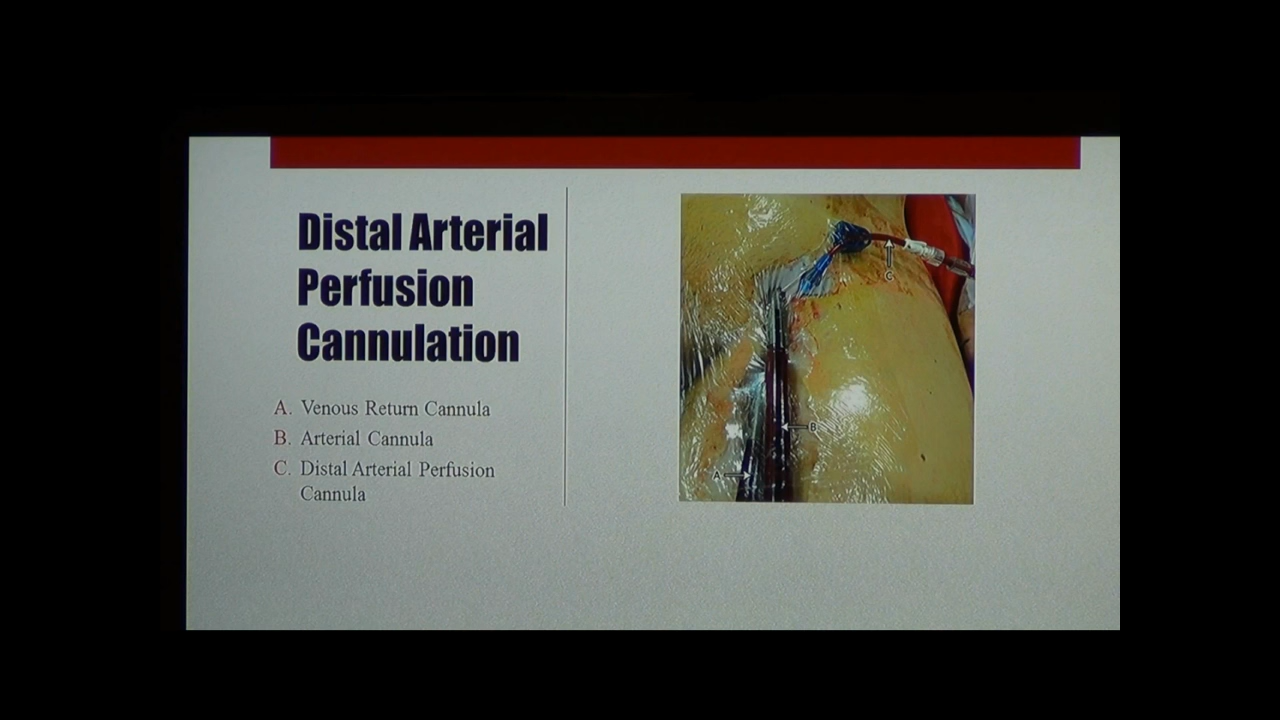 Distal Arterial
Perfusion
Cannulation
A. Venous Return Cannula
B. Arterial Cannula
C. Distal Arterial Perfusion
Cannula
C
B
A